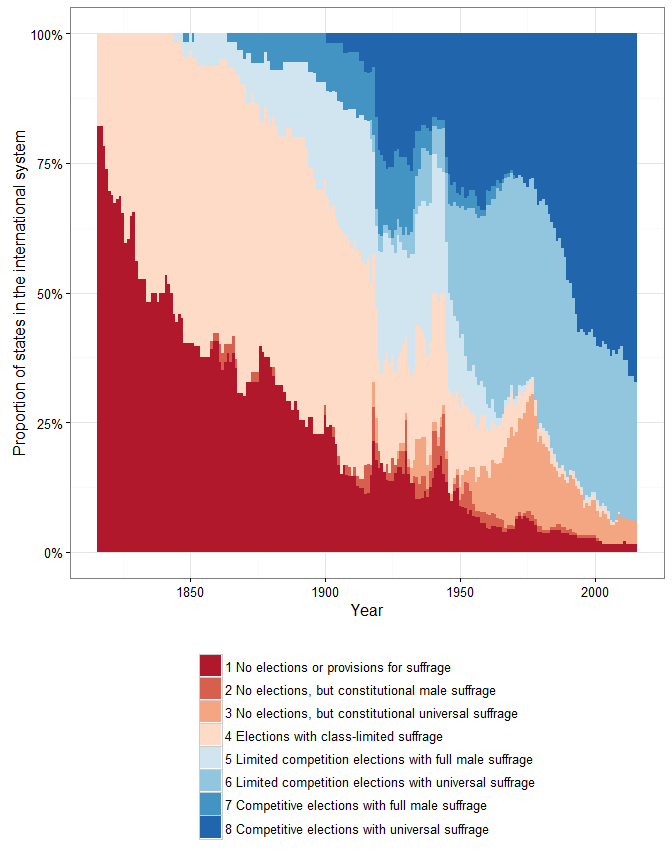 Proportion of states in the international system
100%
75%
50%
25%
0%
1850
1900
1950
2000
Year
1 No elections or provisions for suffrage
2 No elections, but constitutional male suffrage
3 No elections, but constitutional universal suffrage
4 Elections with class-limited suffrage
5 Limited competition elections with full male suffrage
6 Limited competition elections with universal suffrage
7 Competitive elections with full male suffrage
8 Competitive elections with universal suffrage